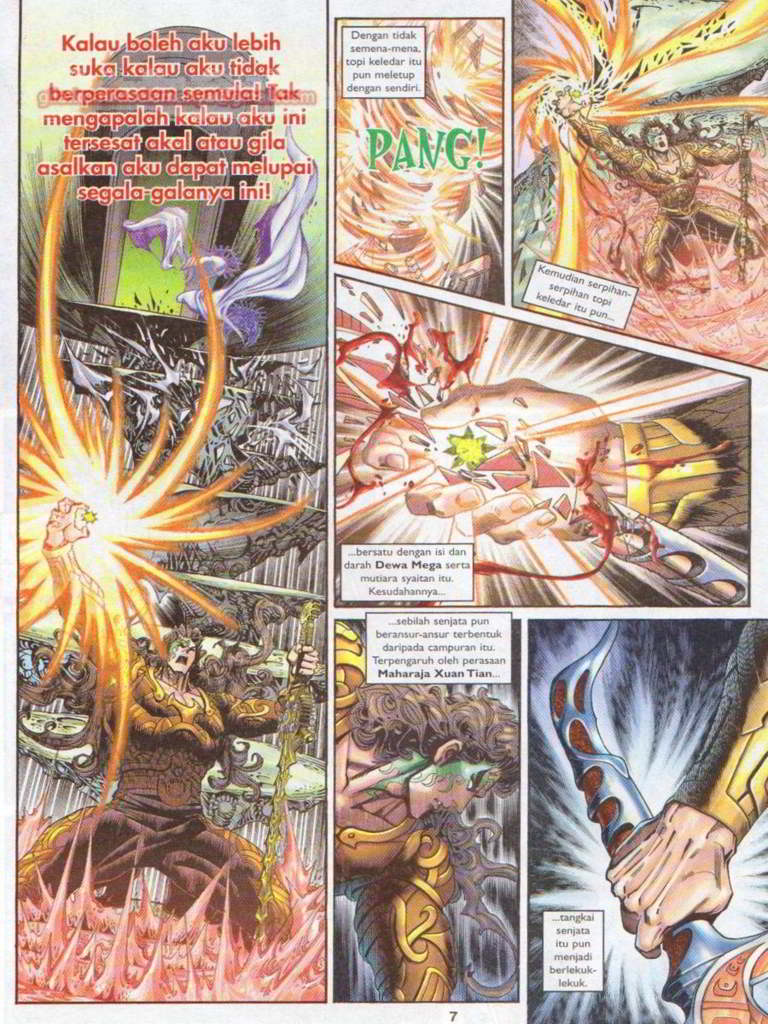 Kalau boleh aku lebih
suka kalau aku tidak
berperasaan semula! Tak
mengapalah kalau aku ini
tersesat akal atau gila
asalkan aku dapat melupai
segala-galanya ini!
Dengan tidak
semena-mena,
topi keledar itu
pun meletup
dengan sendiri.
PANG!
Kemudian serpihan-
serpihan topi
keledar itu pun...
...bersatu dengan isi dan
darah Dewa Mega serta
mutiara syaitan itu.
Kesudahannya...
...sebilah senjata pun
beransur-ansur terbentuk
daripada campuran itu.
Terpengaruh oleh perasaan
Maharaja Xuan Tian...
...tangkai
senjata
itu pun
menjadi
berlekuk-
lekuk.
7